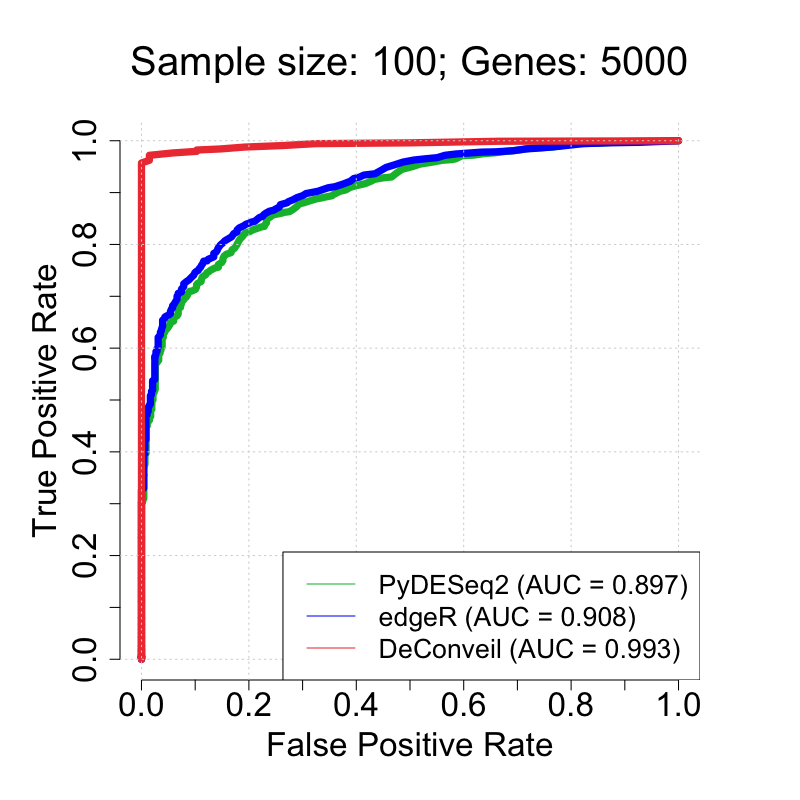 Sample size: 100; Genes: 5000
True Positive Rate
1.0
0.8
0.6
0.4
0.2
0.0
PyDESeq2 (AUC = 0.897)
edgeR (AUC = 0.908)
DeConveil (AUC = 0.993)
0.0 0.2 0.4 0.6 0.8 1.0
False Positive Rate